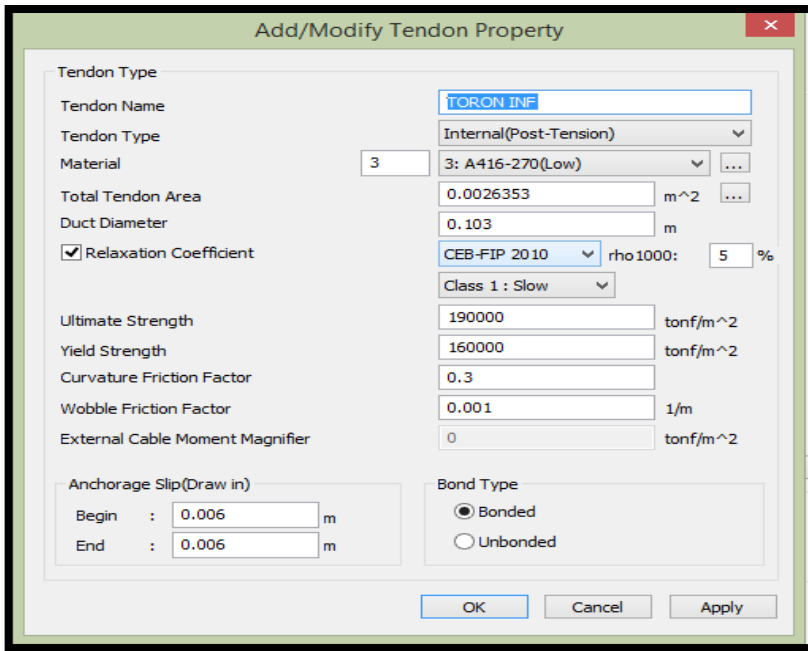 Add/Modify Tendon Property
×
Tendon Type
Tendon Name TORON INF
Tendon Type Internal(Post-Tension)
Material 3 3: A416-270(Low) ...
Total Tendon Area 0.0026353 m^2 ...
Duct Diameter 0.103 m
Relaxation Coefficient CEB-FIP 2010 rho1000: 5 %
Class 1 : Slow
Ultimate Strength 190000 tonf/m^2
Yield Strength 160000 tonf/m^2
Curvature Friction Factor 0.3
Wobble Friction Factor 0.001 1/m
External Cable Moment Magnifier 0 tonf/m^2
Anchorage Slip(Draw in) Bond Type
Begin : 0.006 m Bonded
End : 0.006 m Unbonded
OK Cancel Apply